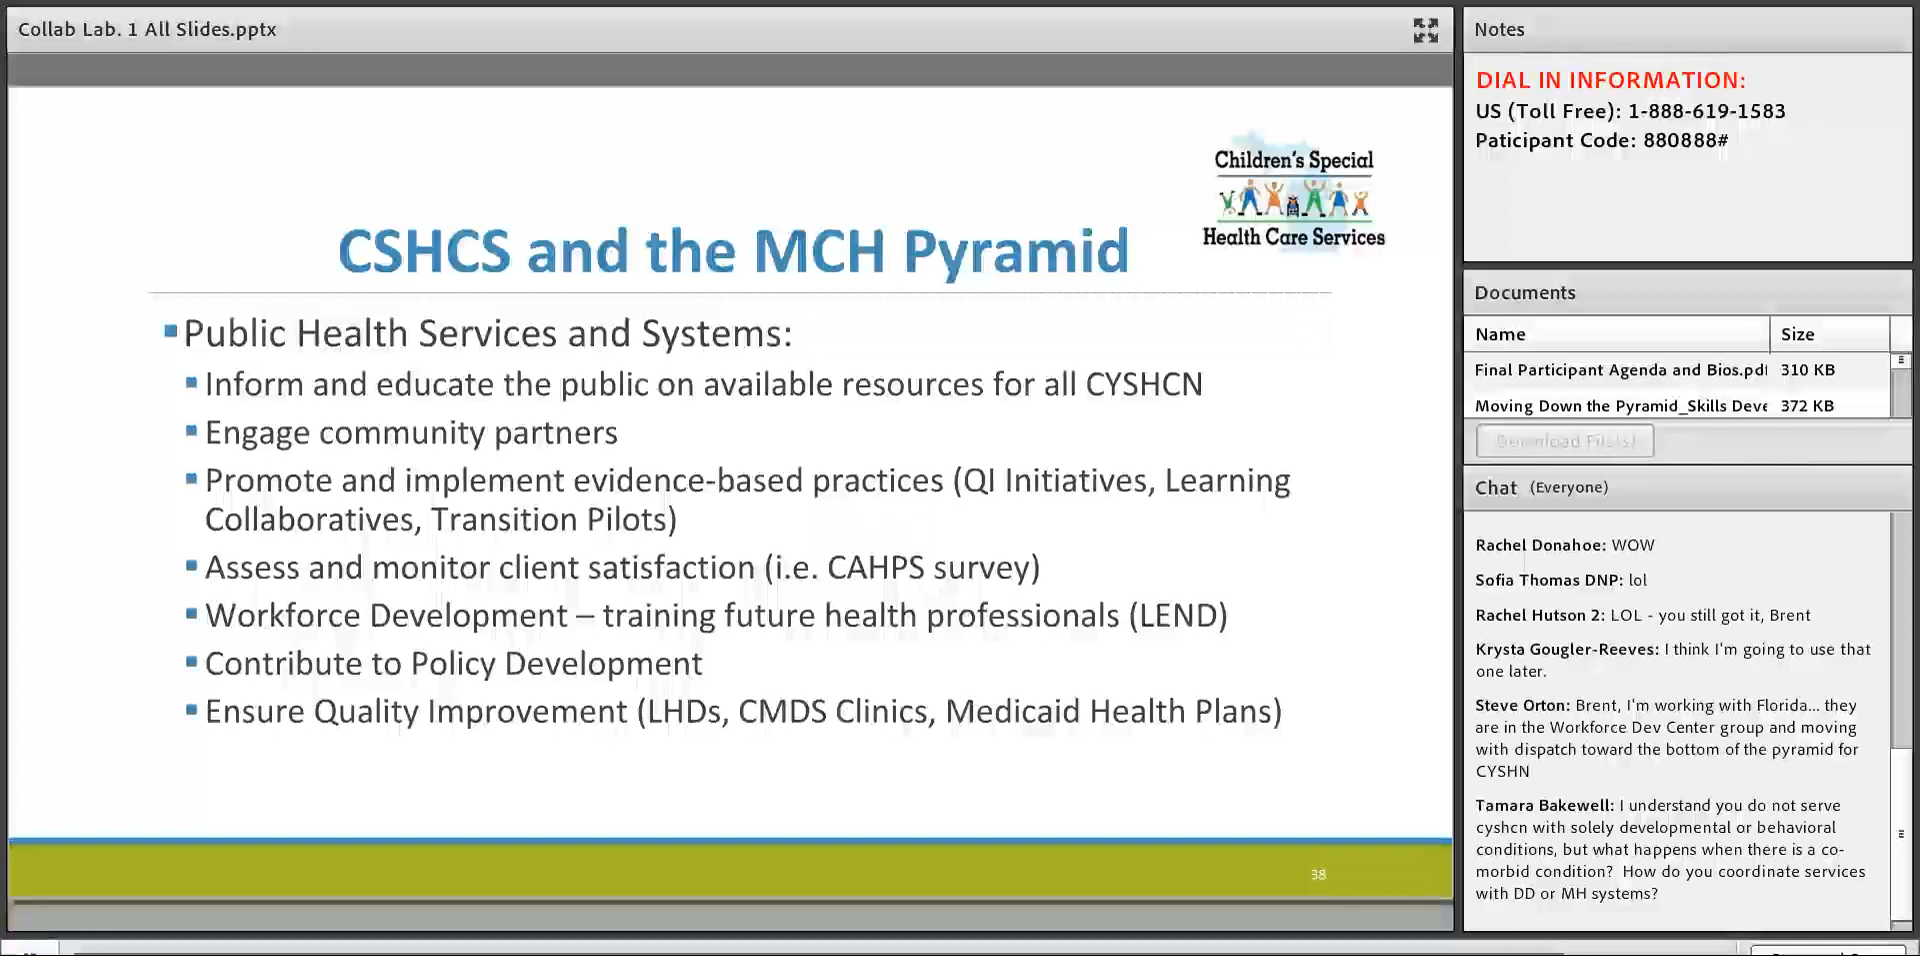 Collab Lab. 1 All Slides.pptx
Children's Special
Health Care Services
CSHCS and the MCH Pyramid
Public Health Services and Systems:
Inform and educate the public on available resources for all CYSHCN
Engage community partners
Promote and implement evidence-based practices (QI Initiatives, Learning
Collaboratives, Transition Pilots)
Assess and monitor client satisfaction (i.e. CAHPS survey)
Workforce Development – training future health professionals (LEND)
Contribute to Policy Development
Ensure Quality Improvement (LHDs, CMDS Clinics, Medicaid Health Plans)
38
Notes
DIAL IN INFORMATION:
US (Toll Free): 1-888-619-1583
Paticipant Code: 880888#
Documents
Name Size
Final Participant Agenda and Bios.pdf 310 KB
Moving Down the Pyramid_Skills Deve 372 KB
Download File(s)
Chat (Everyone)
Rachel Donahoe: WOW
Sofia Thomas DNP: lol
Rachel Hutson 2: LOL - you still got it, Brent
Krysta Gougler-Reeves: I think I'm going to use that
one later.
Steve Orton: Brent, I'm working with Florida... they
are in the Workforce Dev Center group and moving
with dispatch toward the bottom of the pyramid for
CYSHN
Tamara Bakewell: I understand you do not serve
cyshcn with solely developmental or behavioral
conditions, but what happens when there is a co-
morbid condition? How do you coordinate services
with DD or MH systems?